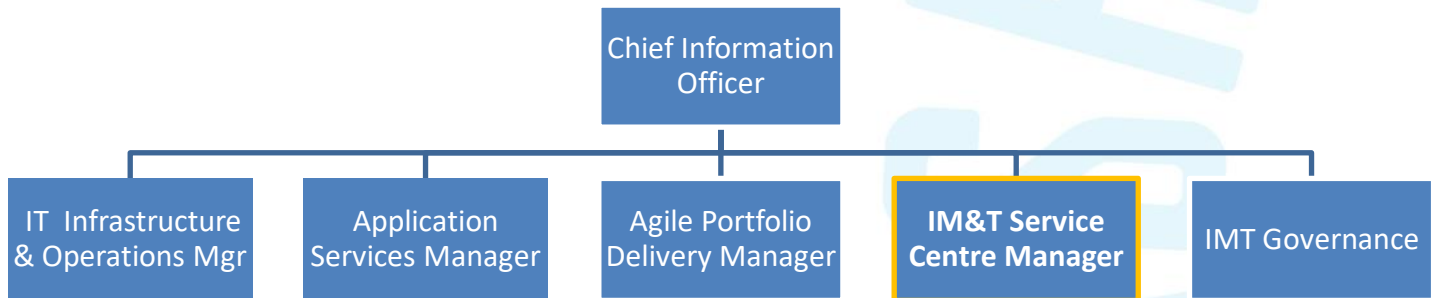 Chief Information
Officer
IT Infrastructure
& Operations Mgr
Application
Services Manager
Agile Portfolio
Delivery Manager
IM&T Service
Centre Manager
IMT Governance